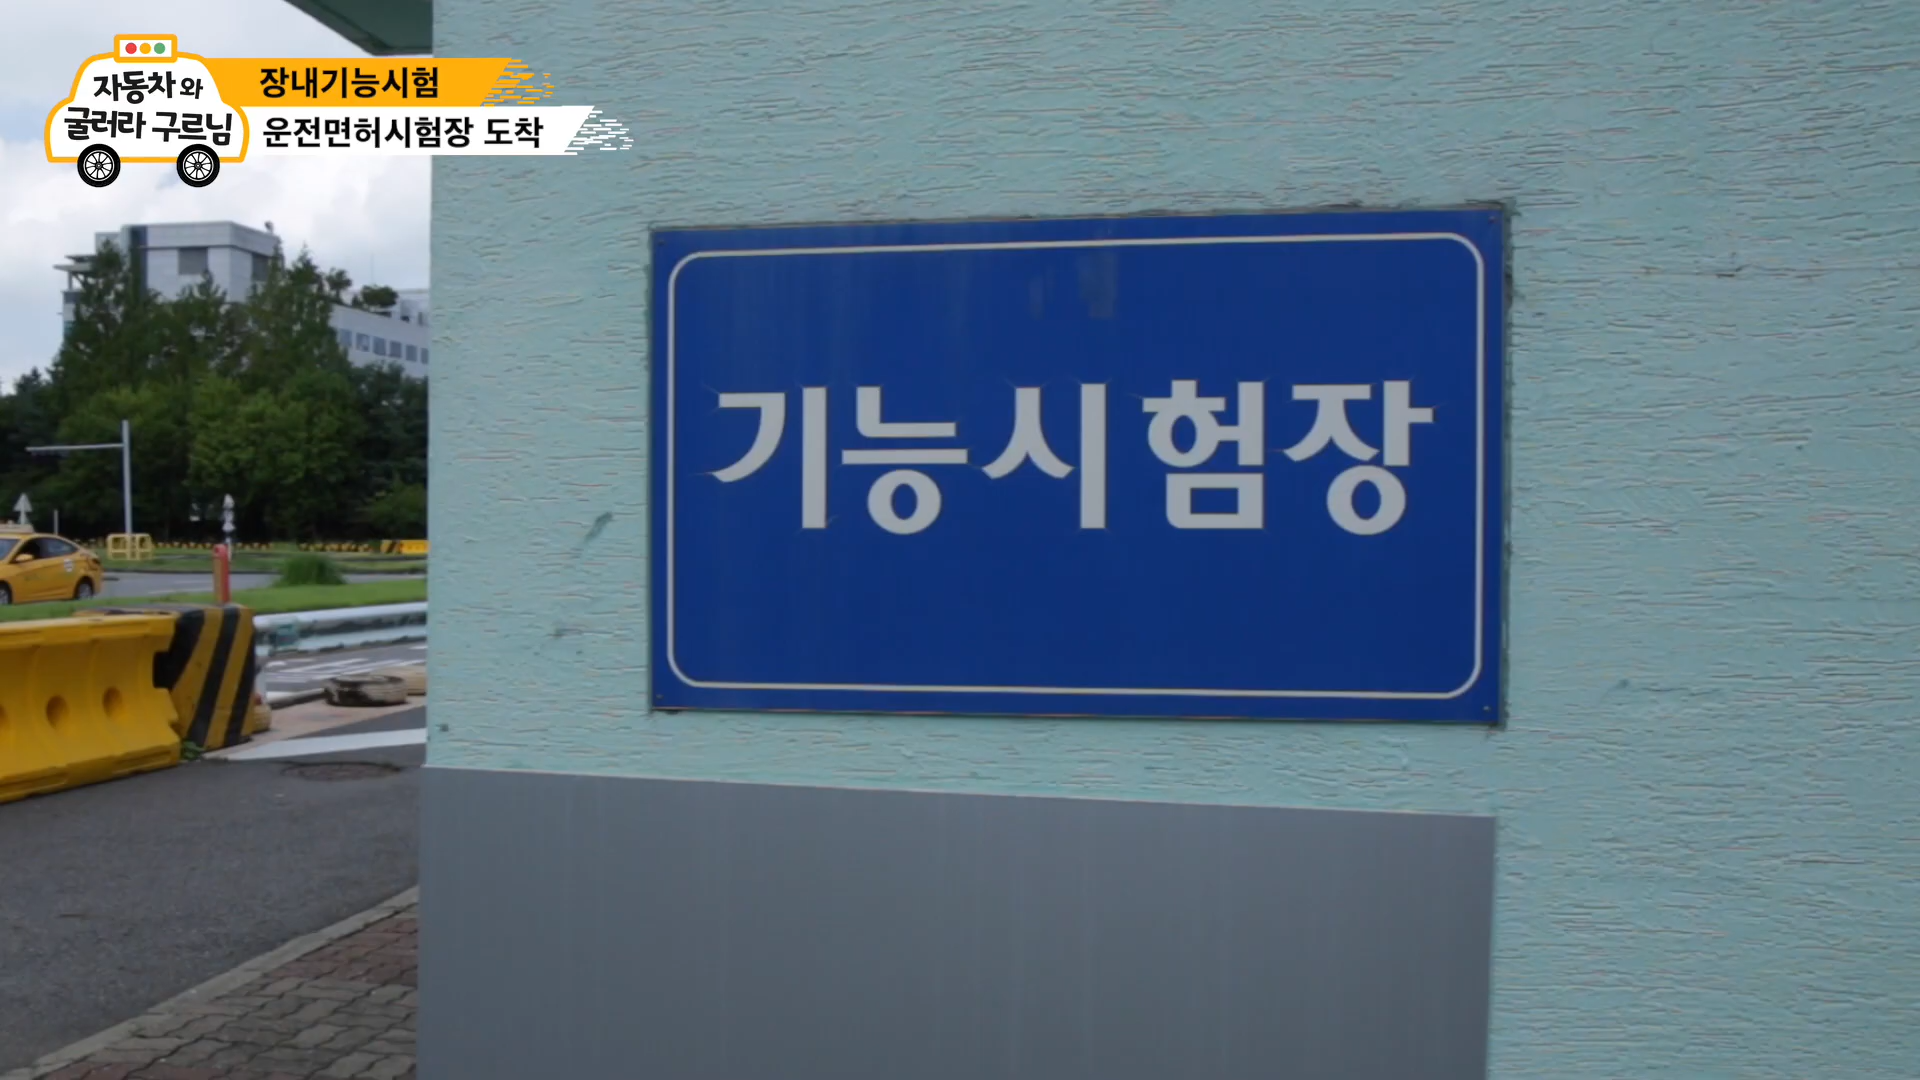 자동차와
굴러라 구르님
장내기능시험
운전면허시험장 도착
기능시험장